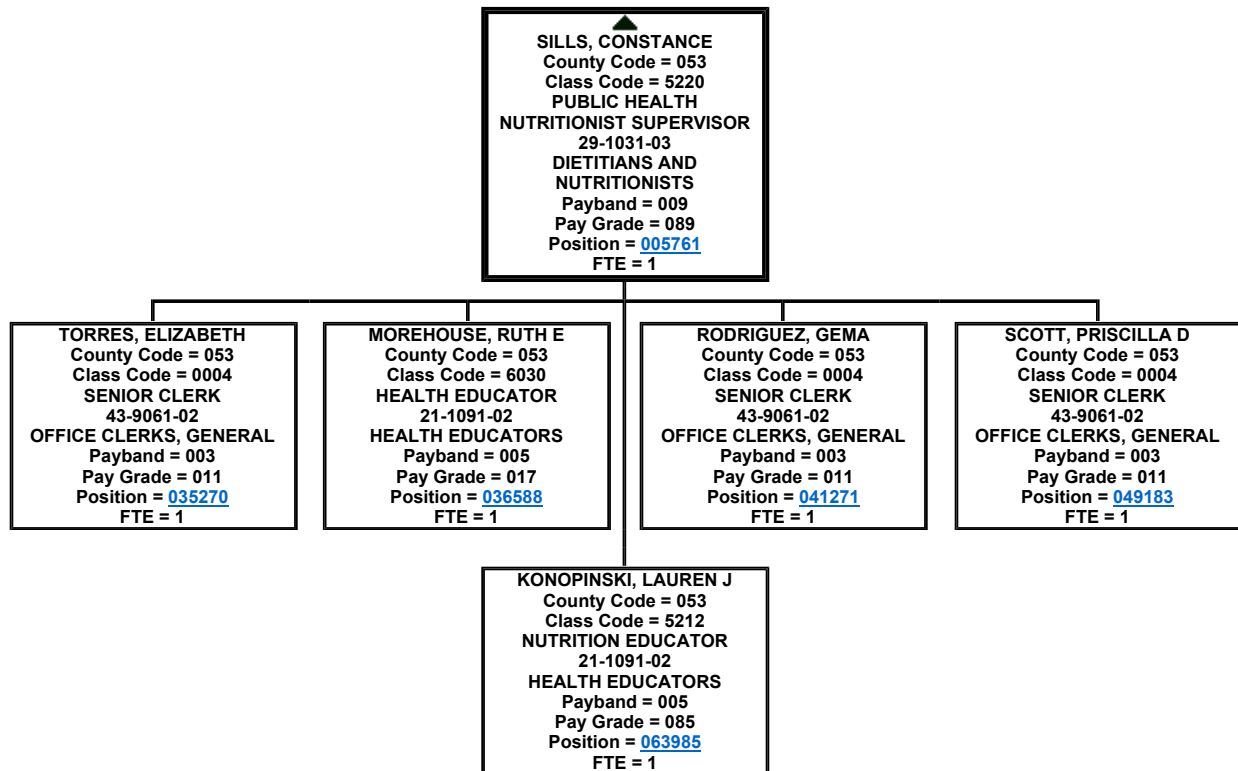 SILLS, CONSTANCE
County Code = 053
Class Code = 5220
PUBLIC HEALTH
NUTRITIONIST SUPERVISOR
29-1031-03
DIETITIANS AND
NUTRITIONISTS
Payband = 009
Pay Grade = 089
Position = 005761
FTE = 1
TORRES, ELIZABETH
County Code = 053
Class Code = 0004
SENIOR CLERK
43-9061-02
OFFICE CLERKS, GENERAL
Payband = 003
Pay Grade = 011
Position = 035270
FTE = 1
MOREHOUSE, RUTH E
County Code = 053
Class Code = 6030
HEALTH EDUCATOR
21-1091-02
HEALTH EDUCATORS
Payband = 005
Pay Grade = 017
Position = 036588
FTE = 1
RODRIGUEZ, GEMA
County Code = 053
Class Code = 0004
SENIOR CLERK
43-9061-02
OFFICE CLERKS, GENERAL
Payband = 003
Pay Grade = 011
Position = 041271
FTE = 1
SCOTT, PRISCILLA D
County Code = 053
Class Code = 0004
SENIOR CLERK
43-9061-02
OFFICE CLERKS, GENERAL
Payband = 003
Pay Grade = 011
Position = 049183
FTE = 1
KONOPINSKI, LAUREN J
County Code = 053
Class Code = 5212
NUTRITION EDUCATOR
21-1091-02
HEALTH EDUCATORS
Payband = 005
Pay Grade = 085
Position = 063985
FTE = 1